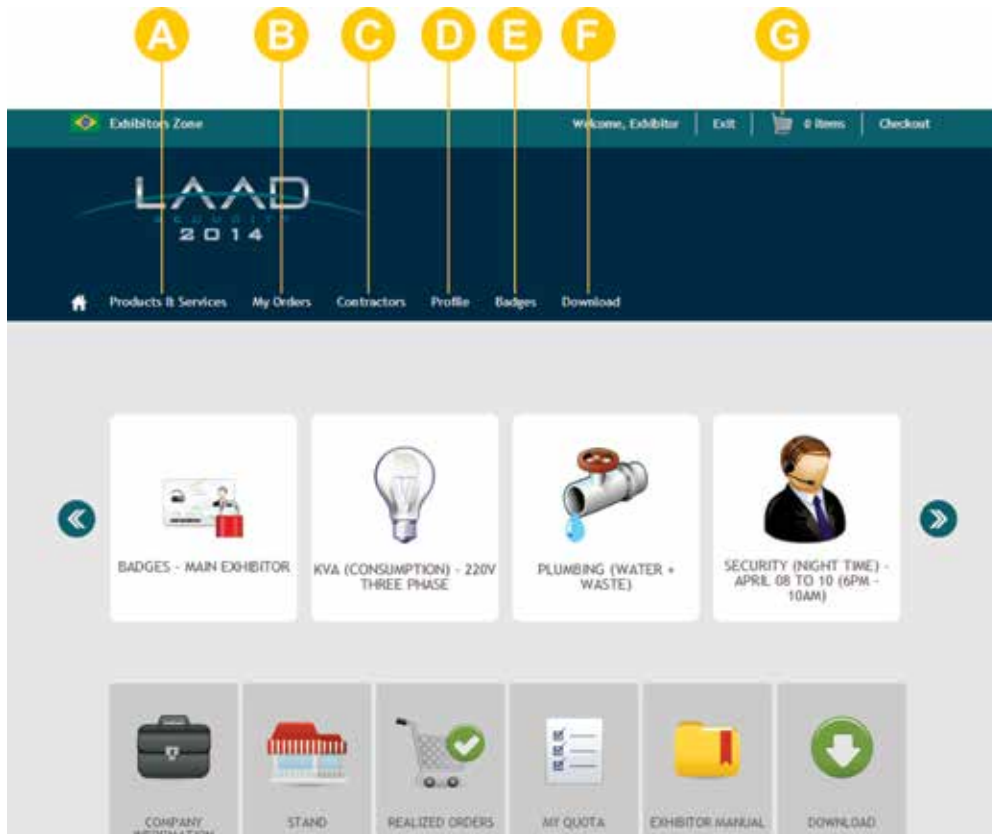 A B C D E F G
Exhibitors Zone Welcome, Exhibitor Exit 0 items Checkout
LAAD
SECURITY
2014
Products & Services My Orders Contractors Profile Badges Download
BADGES - MAIN EXHIBITOR
KVA (CONSUMPTION) - 220V
THREE PHASE
PLUMBING (WATER +
WASTE)
SECURITY (NIGHT TIME) -
APRIL 08 TO 10 (6PM -
10AM)
COMPANY
INFORMATION
STAND
REALIZED ORDERS
MY QUOTA
EXHIBITOR MANUAL
DOWNLOAD